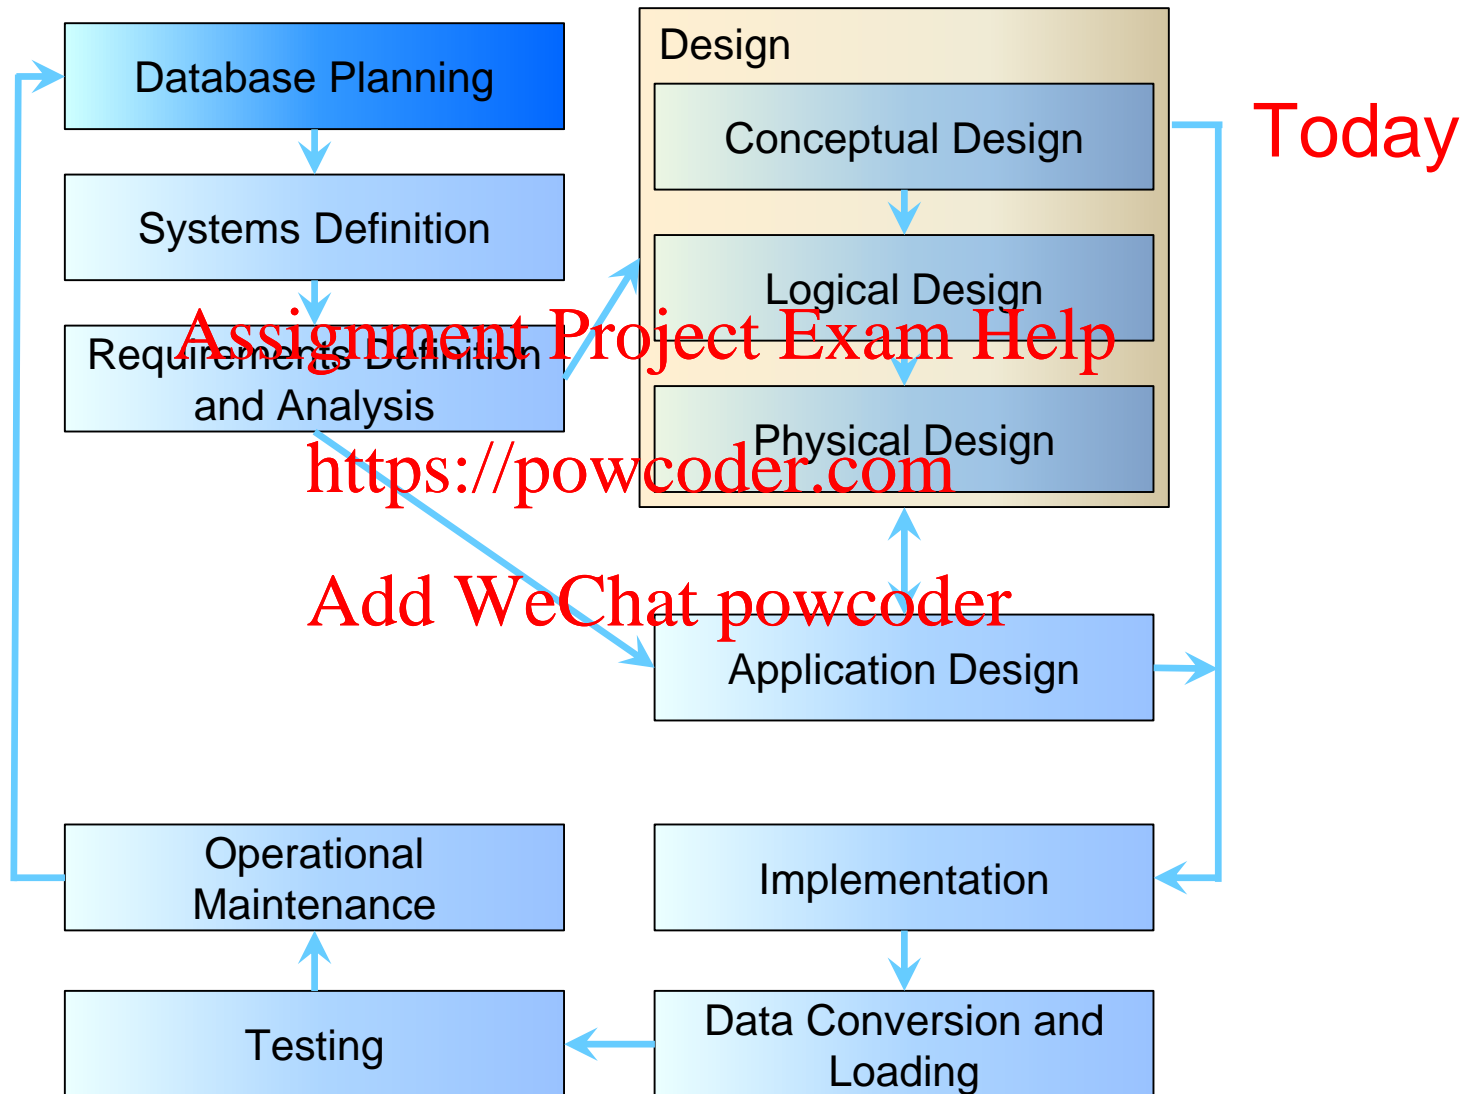 Database Planning
Systems Definition
Requirements Definition
and Analysis
Design
Conceptual Design
Logical Design
Physical Design
Today
Assignment Project Exam Help
https://powcoder.com
Add WeChat powcoder
Application Design
Operational
Maintenance
Implementation
Testing
Data Conversion and
Loading